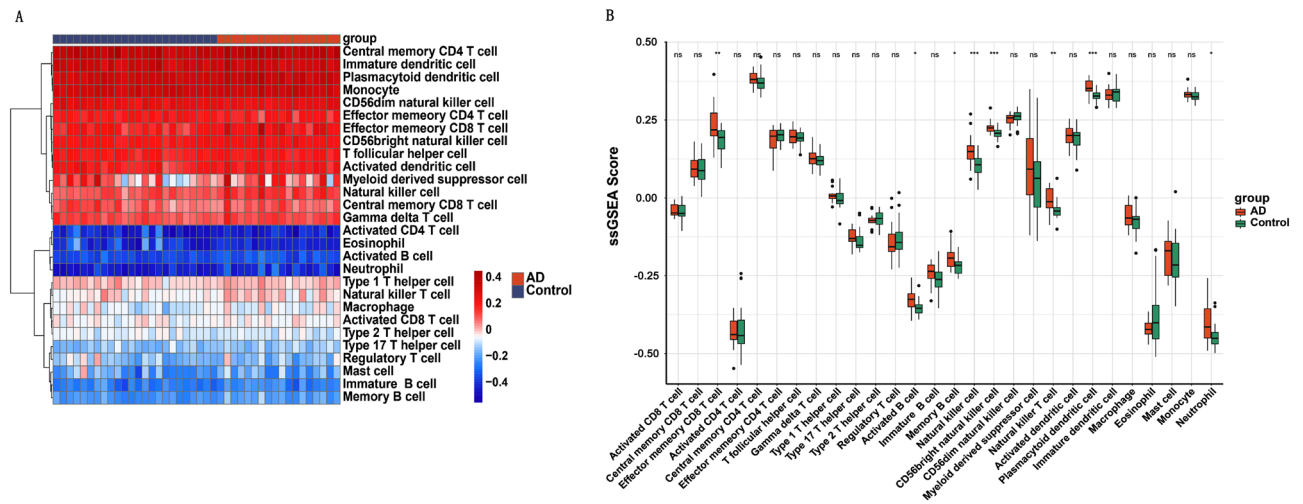 A
group
Central memory CD4 T cell
Immature dendritic cell
Plasmacytoid dendritic cell
Monocyte
CD56dim natural killer cell
Effector memeory CD4 T cell
Effector memeory CD8 T cell
CD56bright natural killer cell
T follicular helper cell
Activated dendritic cell
Myeloid derived suppressor cell
Natural killer cell
Central memory CD8 T cell
Gamma delta T cell
Activated CD4 T cell
Eosinophil
Activated B cell
Neutrophil
Type 1 T helper cell
Natural killer T cell
Macrophage
Activated CD8 T cell
Type 2 T helper cell
Type 17 T helper cell
Regulatory T cell
Mast cell
Immature B cell
Memory B cell
AD
Control
0.4
0.2
0
−0.2
−0.4
B
ssGSEA Score
0.50
0.25
0.00
-0.25
-0.50
ns ns ** ns ns ns ns ns ns ns ns ns * ns * *** *** ns ns ** ns *** ns ns ns ns ns *
Activated CD8 T cell
Central memory CD8 T cell
Effector memeory CD8 T cell
Activated CD4 T cell
Central memory CD4 T cell
Effector memeory CD4 T cell
T follicular helper cell
Gamma delta T cell
Type 1 T helper cell
Type 17 T helper cell
Type 2 T helper cell
Regulatory T cell
Activated B cell
Immature B cell
Memory B cell
Natural killer cell
CD56bright natural killer cell
CD56dim natural killer cell
Myeloid derived suppressor cell
Natural killer T cell
Activated dendritic cell
Plasmacytoid dendritic cell
Immature dendritic cell
Macrophage
Eosinophil
Mast cell
Monocyte
Neutrophil
group
AD
Control